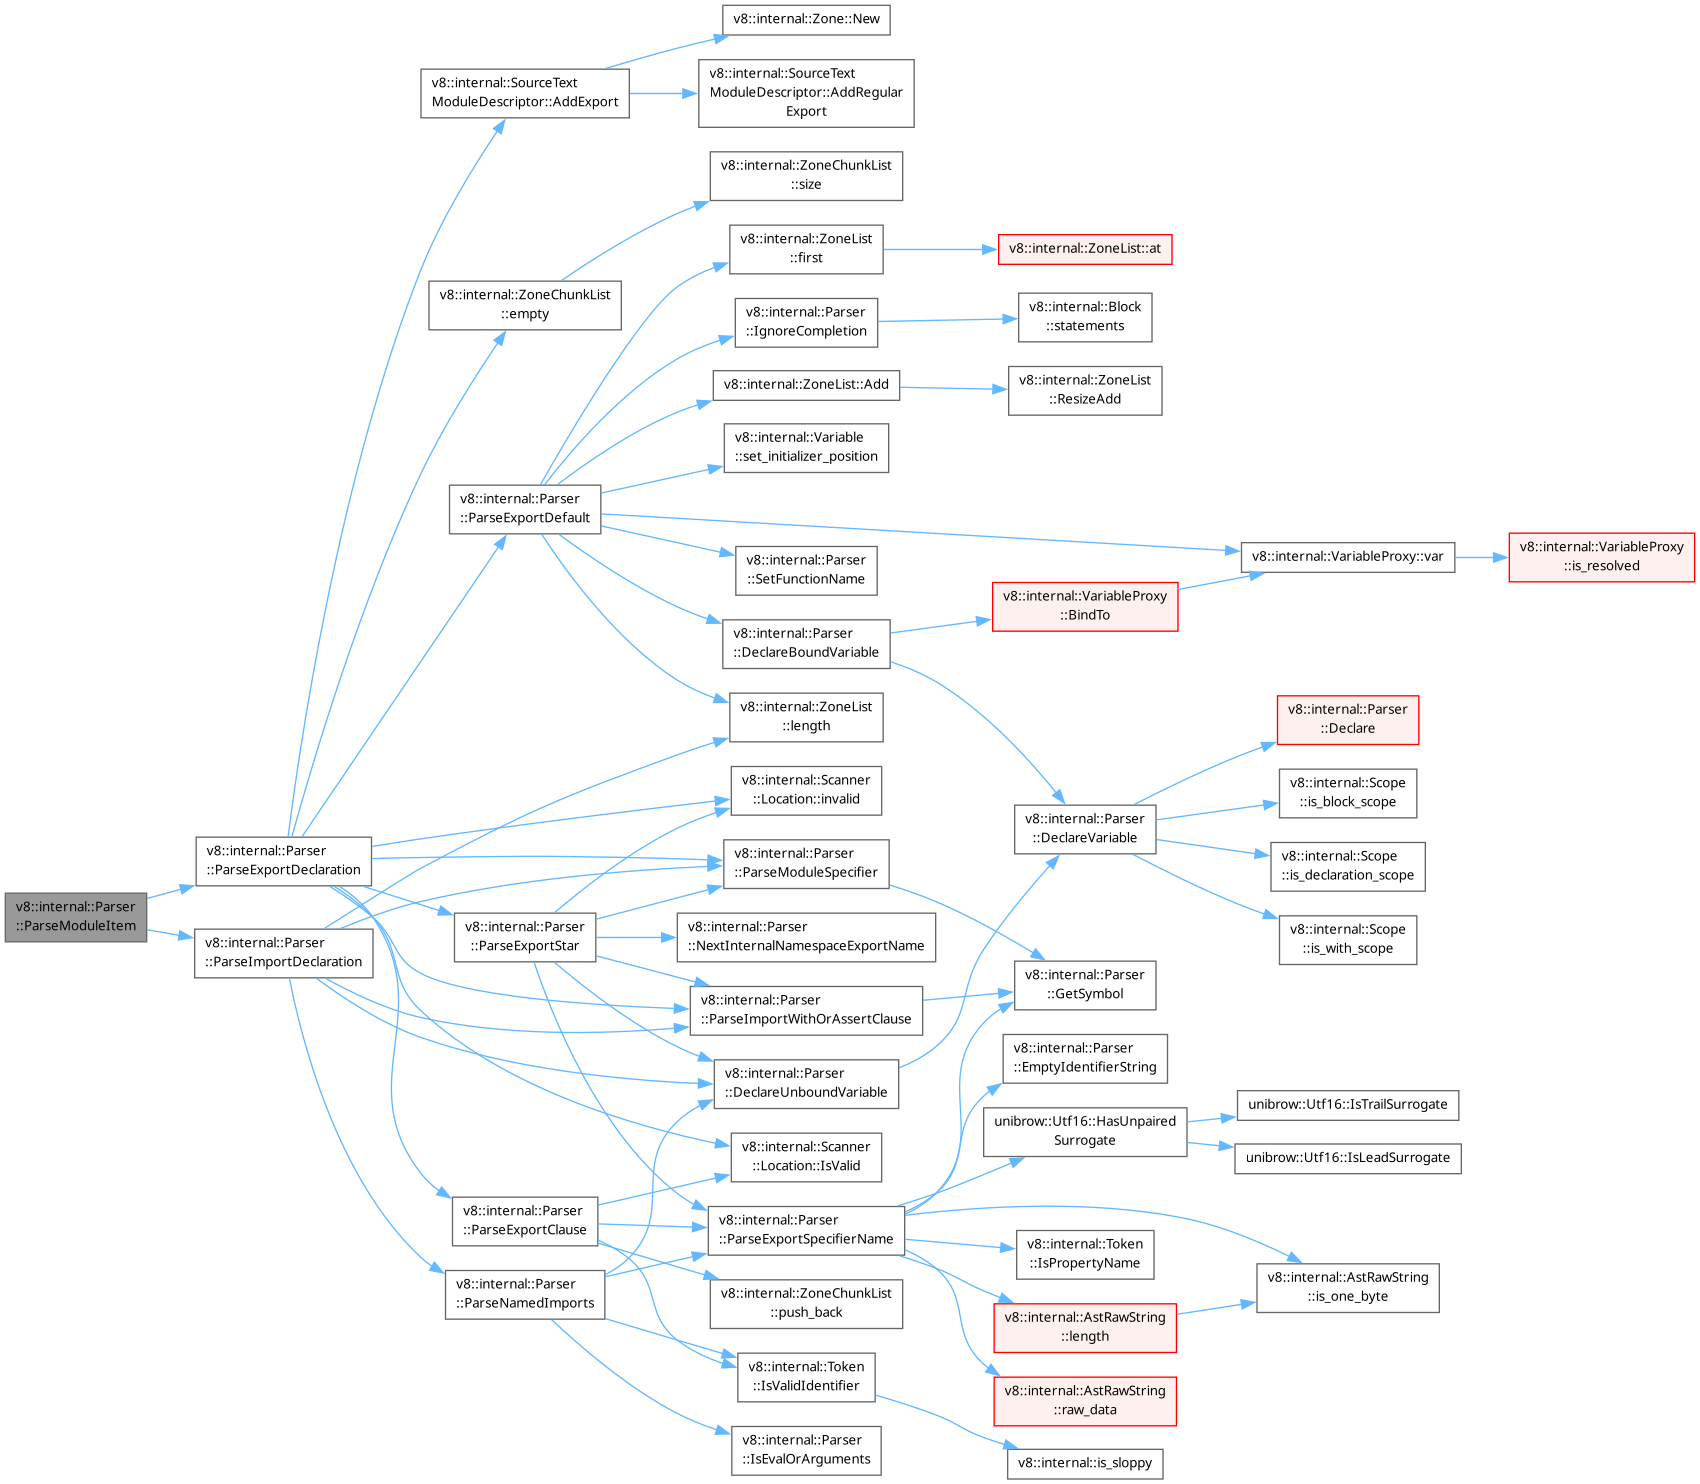 v8::internal::Parser
::ParseModuleItem
v8::internal::Parser
::ParseExportDeclaration
v8::internal::Parser
::ParseImportDeclaration
v8::internal::SourceText
ModuleDescriptor::AddExport
v8::internal::ZoneChunkList
::empty
v8::internal::Parser
::ParseExportDefault
v8::internal::Parser
::ParseExportStar
v8::internal::Parser
::ParseExportClause
v8::internal::Parser
::ParseNamedImports
v8::internal::Zone::New
v8::internal::SourceText
ModuleDescriptor::AddRegular
Export
v8::internal::ZoneChunkList
::size
v8::internal::ZoneList
::first
v8::internal::Parser
::IgnoreCompletion
v8::internal::ZoneList::Add
v8::internal::Variable
::set_initializer_position
v8::internal::Parser
::SetFunctionName
v8::internal::Parser
::DeclareBoundVariable
v8::internal::ZoneList
::length
v8::internal::Scanner
::Location::invalid
v8::internal::Parser
::ParseModuleSpecifier
v8::internal::Parser
::NextInternalNamespaceExportName
v8::internal::Parser
::ParseImportWithOrAssertClause
v8::internal::Parser
::DeclareUnboundVariable
v8::internal::Scanner
::Location::IsValid
v8::internal::Parser
::ParseExportSpecifierName
v8::internal::ZoneChunkList
::push_back
v8::internal::Token
::IsValidIdentifier
v8::internal::Parser
::IsEvalOrArguments
v8::internal::ZoneList::at
v8::internal::Block
::statements
v8::internal::ZoneList
::ResizeAdd
v8::internal::VariableProxy
::BindTo
v8::internal::Parser
::DeclareVariable
v8::internal::Parser
::GetSymbol
v8::internal::Parser
::EmptyIdentifierString
unibrow::Utf16::HasUnpaired
Surrogate
v8::internal::Token
::IsPropertyName
v8::internal::AstRawString
::length
v8::internal::AstRawString
::raw_data
v8::internal::is_sloppy
v8::internal::VariableProxy::var
v8::internal::Parser
::Declare
v8::internal::Scope
::is_block_scope
v8::internal::Scope
::is_declaration_scope
v8::internal::Scope
::is_with_scope
unibrow::Utf16::IsTrailSurrogate
unibrow::Utf16::IsLeadSurrogate
v8::internal::AstRawString
::is_one_byte
v8::internal::VariableProxy
::is_resolved